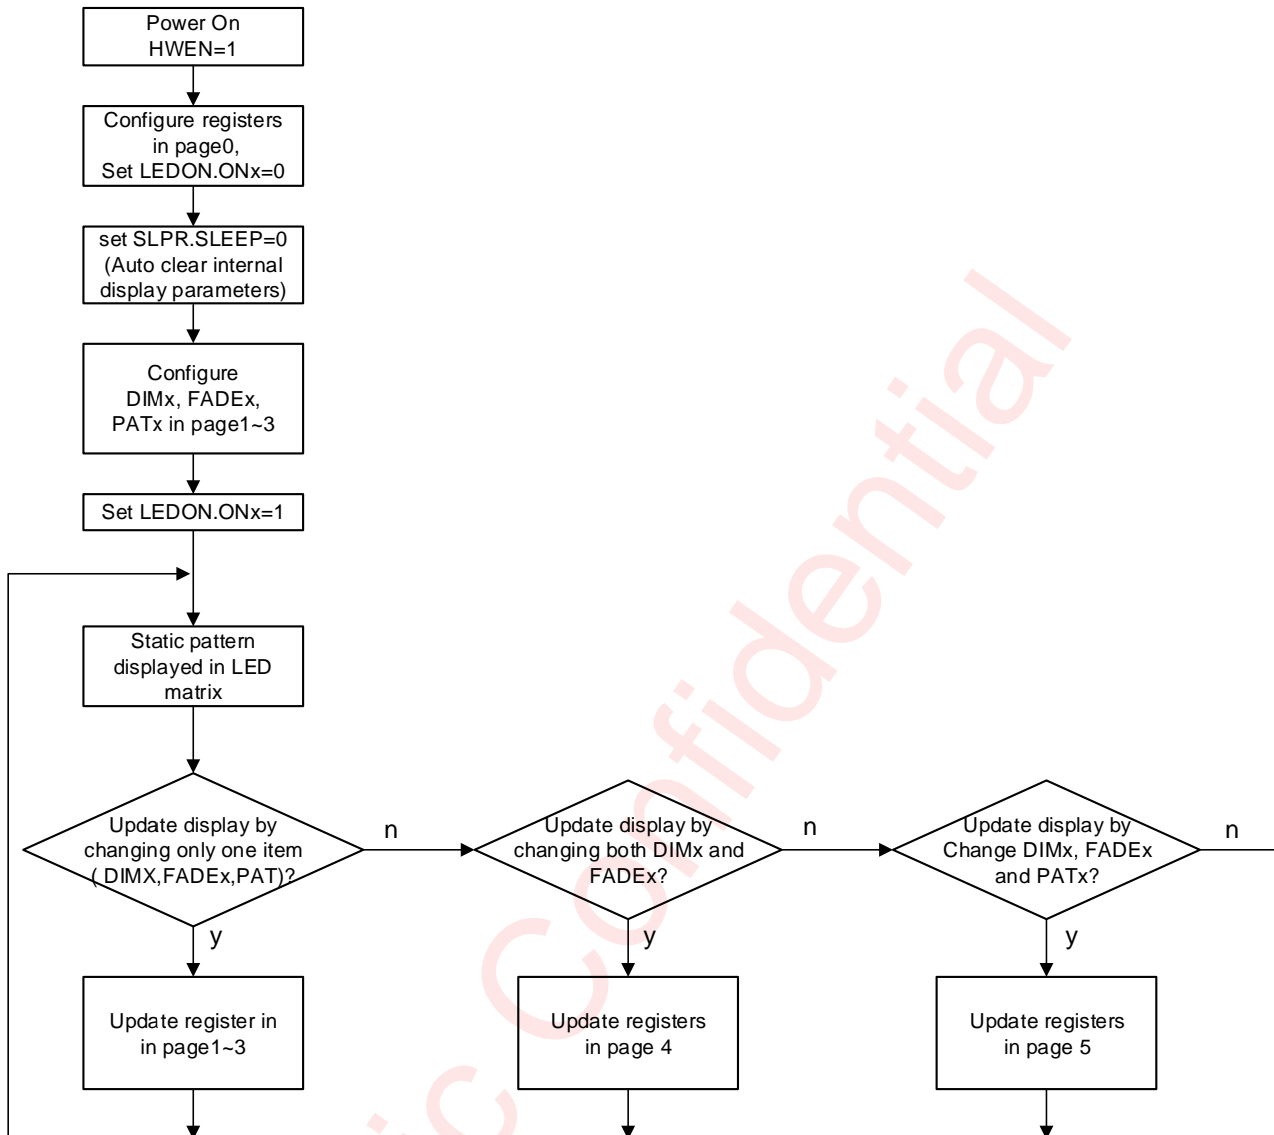 Power On
HWEN=1
Configure registers
in page0,
Set LEDON.ONx=0
set SLPR.SLEEP=0
(Auto clear internal
display parameters)
Configure
DIMx, FADEx,
PATx in page1~3
Set LEDON.ONx=1
Static pattern
displayed in LED
matrix
Update display by
changing only one item
( DIMX,FADEx,PAT)?
n
y
Update display by
changing both DIMx and
FADEx?
n
y
Update display by
Change DIMx, FADEx
and PATx?
n
y
Update register in
in page1~3
Update registers
in page 4
Update registers
in page 5
ic Confidential